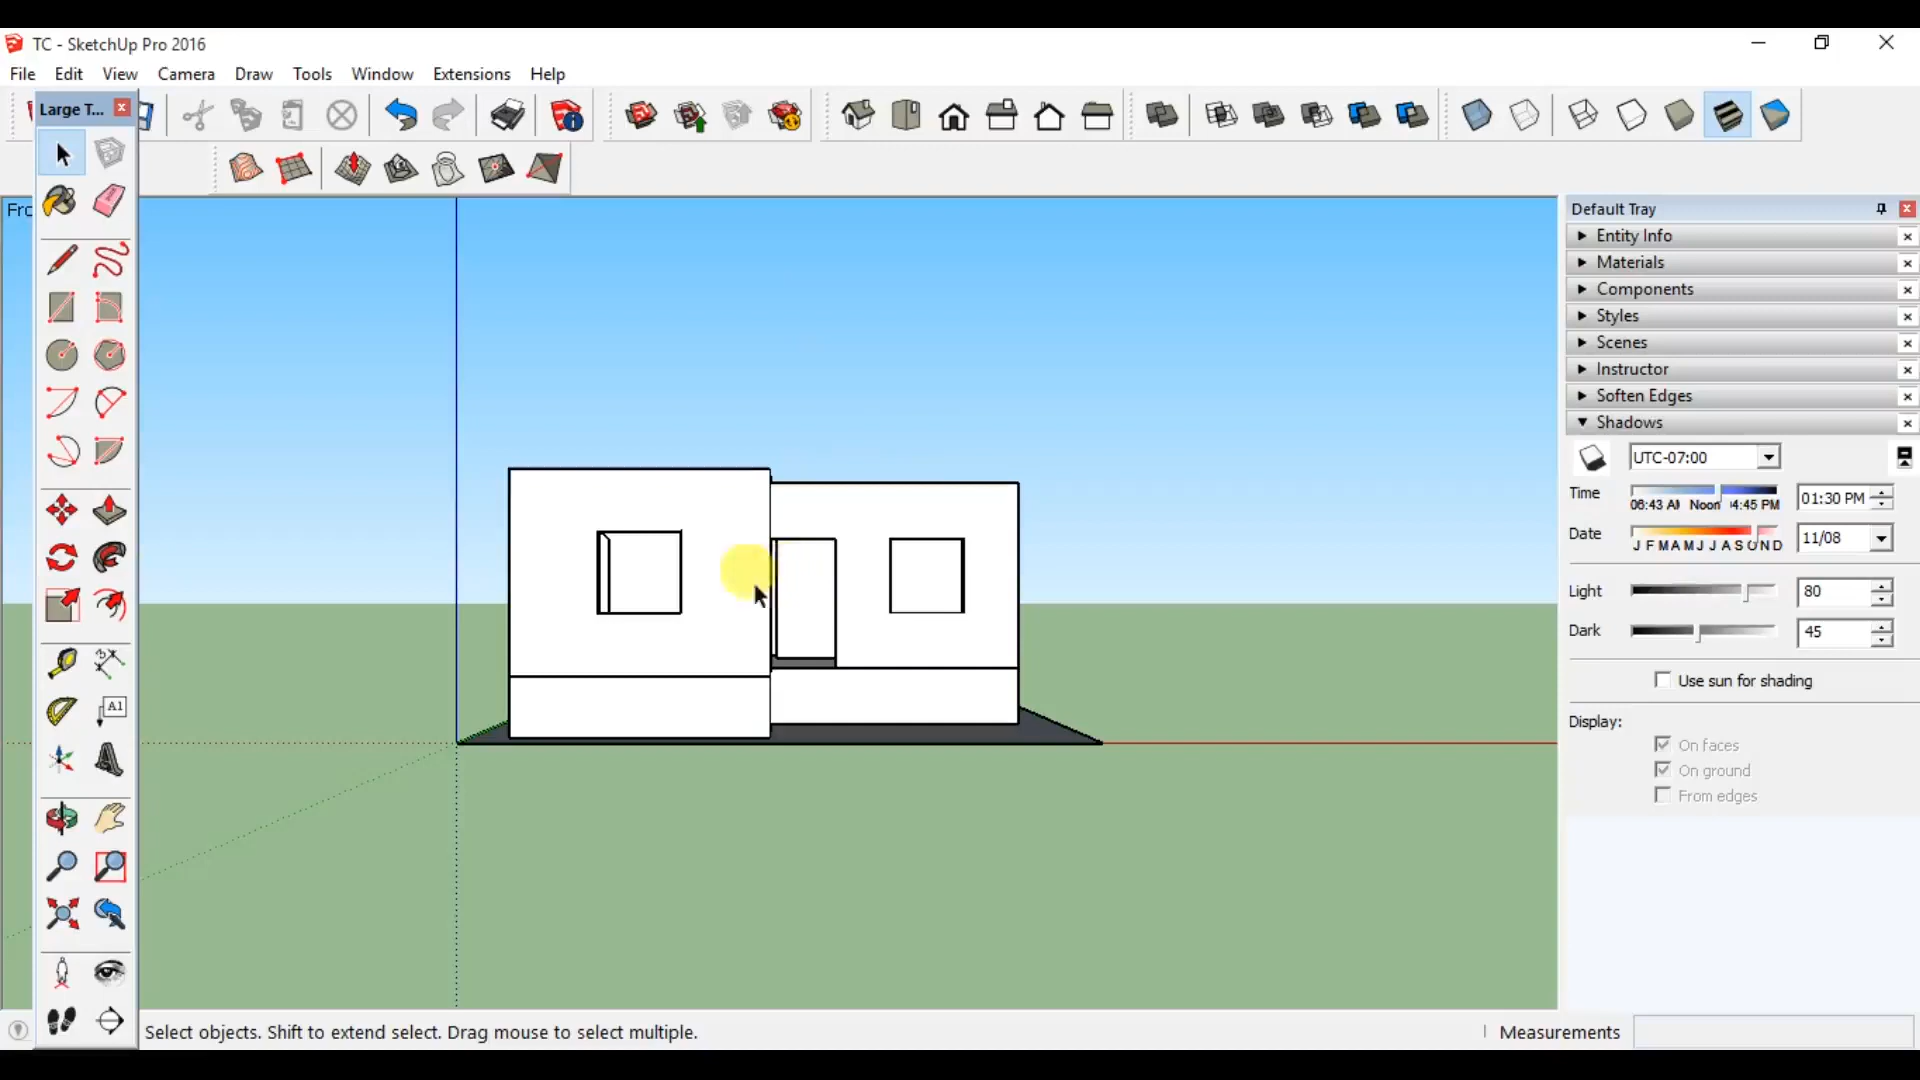 TC - SketchUp Pro 2016
File Edit View Camera Draw Tools Window Extensions Help
Large T...
Default Tray
Entity Info
Materials
Components
Styles
Scenes
Instructor
Soften Edges
Shadows
UTC-07:00
Time
06:43 AM Noon 4:45 PM
01:30 PM
Date
J F M A M J J A S O N D
11/08
Light 80
Dark 45
Use sun for shading
Display:
On faces
On ground
From edges
Fro
A1
Select objects. Shift to extend select. Drag mouse to select multiple.
Measurements